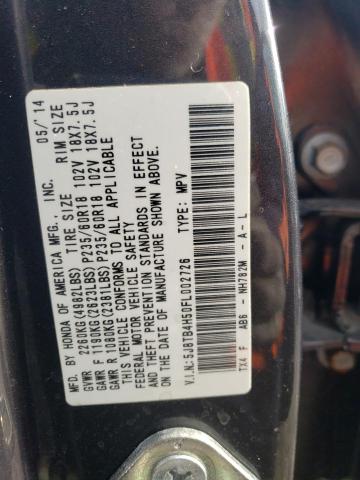 MFD. BY HONDA OF AMERICA MFG., INC. 05/'14
GVWR 2260KG(4982LBS) TIRE SIZE RIM SIZE
GAWR F 1190KG(2623LBS)P235/60R18 102V 18X7.5J
GAWR R 1080KG(2381LBS)P235/60R18 102V 18X7.5J
THIS VEHICLE CONFORMS TO ALL APPLICABLE
FEDERAL MOTOR VEHICLE SAFETY
AND THEFT PREVENTION STANDARDS IN EFFECT
ON THE DATE OF MANUFACTURE SHOWN ABOVE.
V.I.N.:5J8TB4H50FL002726 TYPE: MPV
TX4 F AB6 - NH782M - A - L